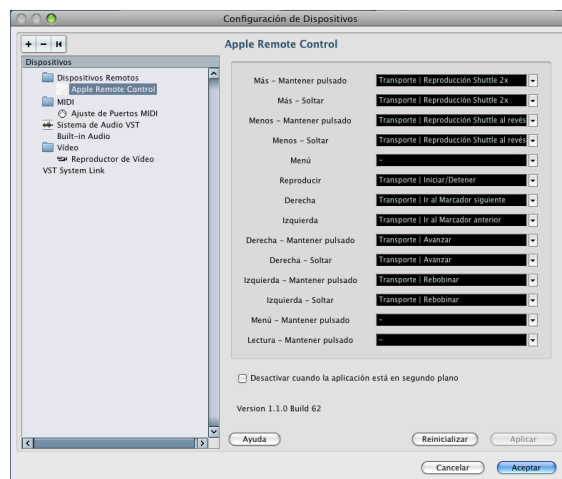 Configuración de Dispositivos
Dispositivos
Dispositivos Remotos
Apple Remote Control
MIDI
Ajuste de Puertos MIDI
Sistema de Audio VST
Built-in Audio
Vídeo
Reproductor de Vídeo
VST System Link
Apple Remote Control
Más – Mantener pulsado Transporte | Reproducción Shuttle 2x
Más – Soltar Transporte | Reproducción Shuttle 2x
Menos – Mantener pulsado Transporte | Reproducción Shuttle al revés
Menos – Soltar Transporte | Reproducción Shuttle al revés
Menú –
Reproducir Transporte | Iniciar/Detener
Derecha Transporte | Ir al Marcador siguiente
Izquierda Transporte | Ir al Marcador anterior
Derecha – Mantener pulsado Transporte | Avanzar
Derecha – Soltar Transporte | Avanzar
Izquierda – Mantener pulsado Transporte | Rebobinar
Izquierda – Soltar Transporte | Rebobinar
Menú – Mantener pulsado –
Lectura – Mantener pulsado –
Desactivar cuando la aplicación está en segundo plano
Version 1.1.0 Build 62
Ayuda Reinicializar Aplicar
Cancelar Aceptar